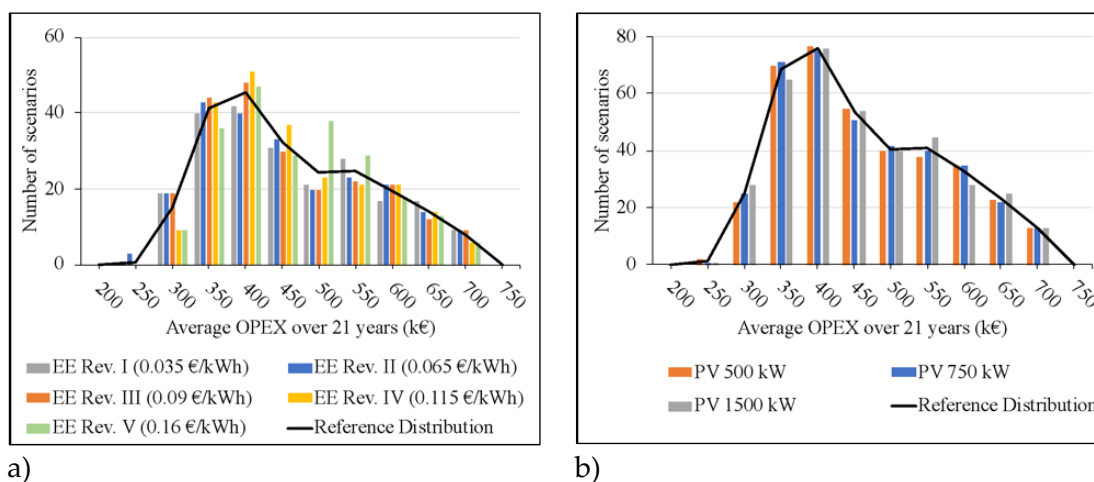 60
40
20
0
Number of scenarios
200 250 300 350 400 450 500 550 600 650 700 750
Average OPEX over 21 years (k€)
EE Rev. I (0.035 €/kWh) EE Rev. II (0.065 €/kWh)
EE Rev. III (0.09 €/kWh) EE Rev. IV (0.115 €/kWh)
EE Rev. V (0.16 €/kWh) Reference Distribution
a)
80
60
40
20
0
Number of scenarios
200 250 300 350 400 450 500 550 600 650 700 750
Average OPEX over 21 years (k€)
PV 500 kW PV 750 kW
PV 1500 kW Reference Distribution
b)